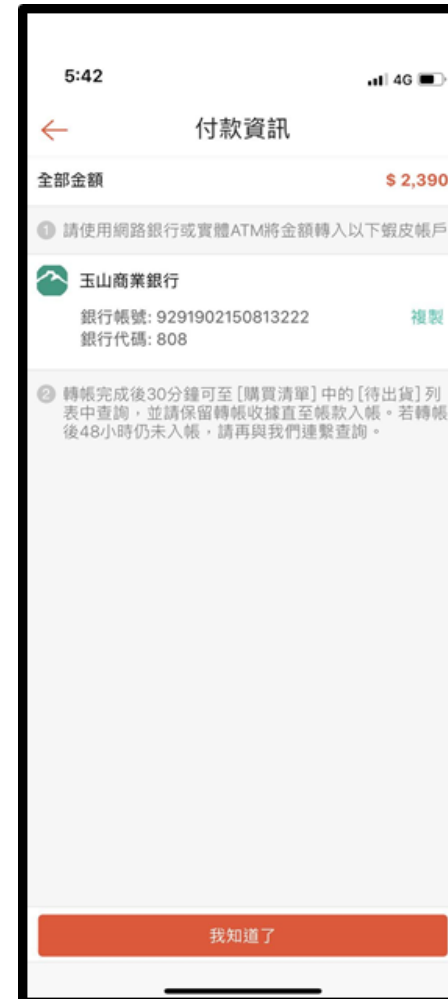 5:42
4G
付款資訊
全部金額 $ 2,390
1 請使用網路銀行或實體ATM將金額轉入以下蝦皮帳戶
玉山商業銀行
銀行帳號: 9291902150813222 複製
銀行代碼: 808
2 轉帳完成後30分鐘可至 [購買清單] 中的 [待出貨] 列
表中查詢，並請保留轉帳收據直至帳款入帳。若轉帳
後48小時仍未入帳，請再與我們連繫查詢。
我知道了